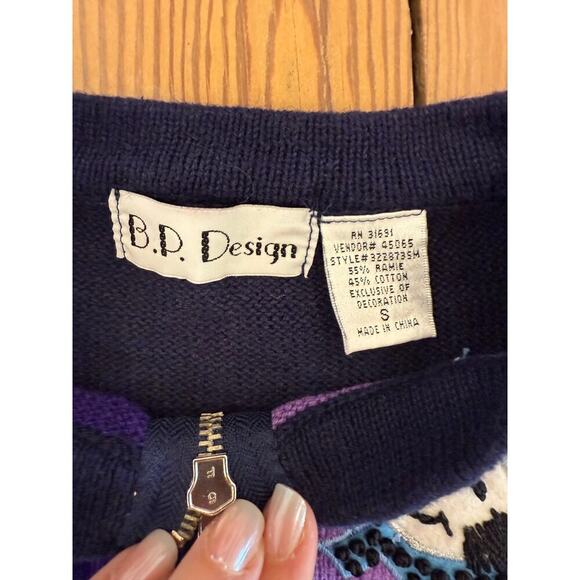 B.P. Design
RN 31691
VENDOR# 45065
STYLE#322873SM
55% RAMIE
45% COTTON
EXCLUSIVE OF
DECORATION
S
MADE IN CHINA